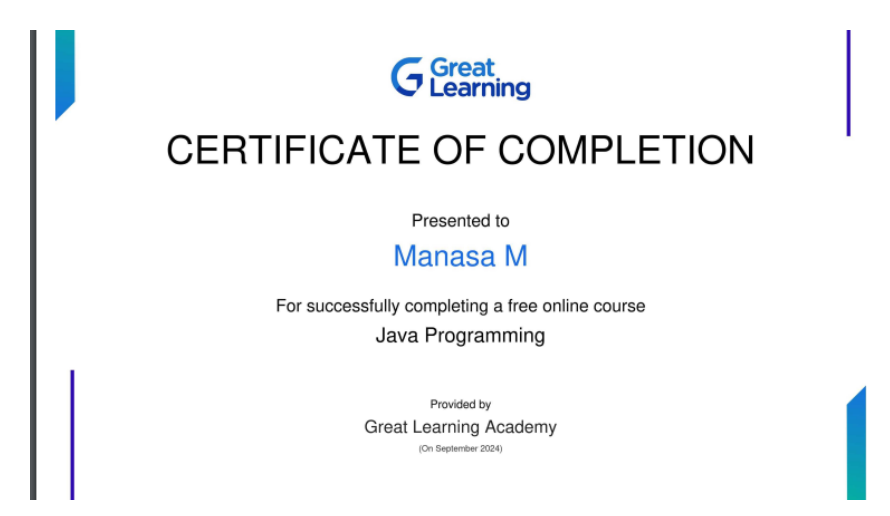 Great
Learning
CERTIFICATE OF COMPLETION
Presented to
Manasa M
For successfully completing a free online course
Java Programming
Provided by
Great Learning Academy
(On September 2024)